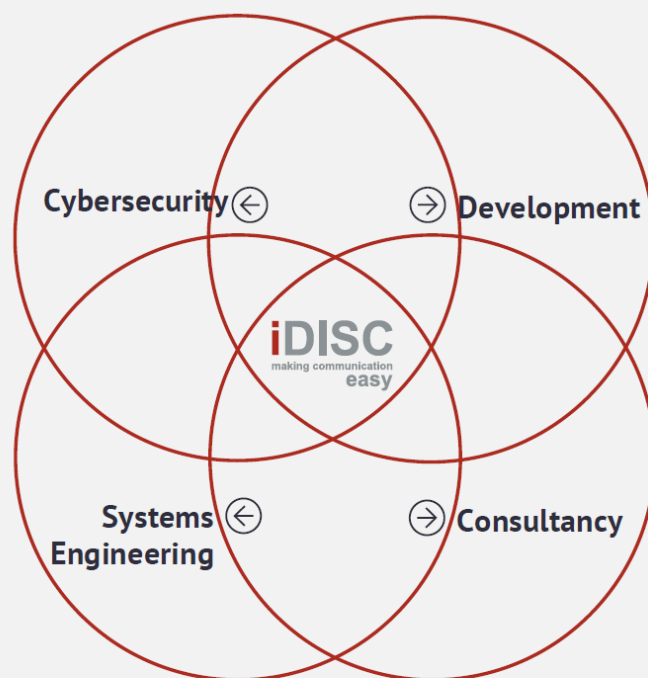 Cybersecurity
Development
iDISC
making communication
easy
Systems
Engineering
Consultancy